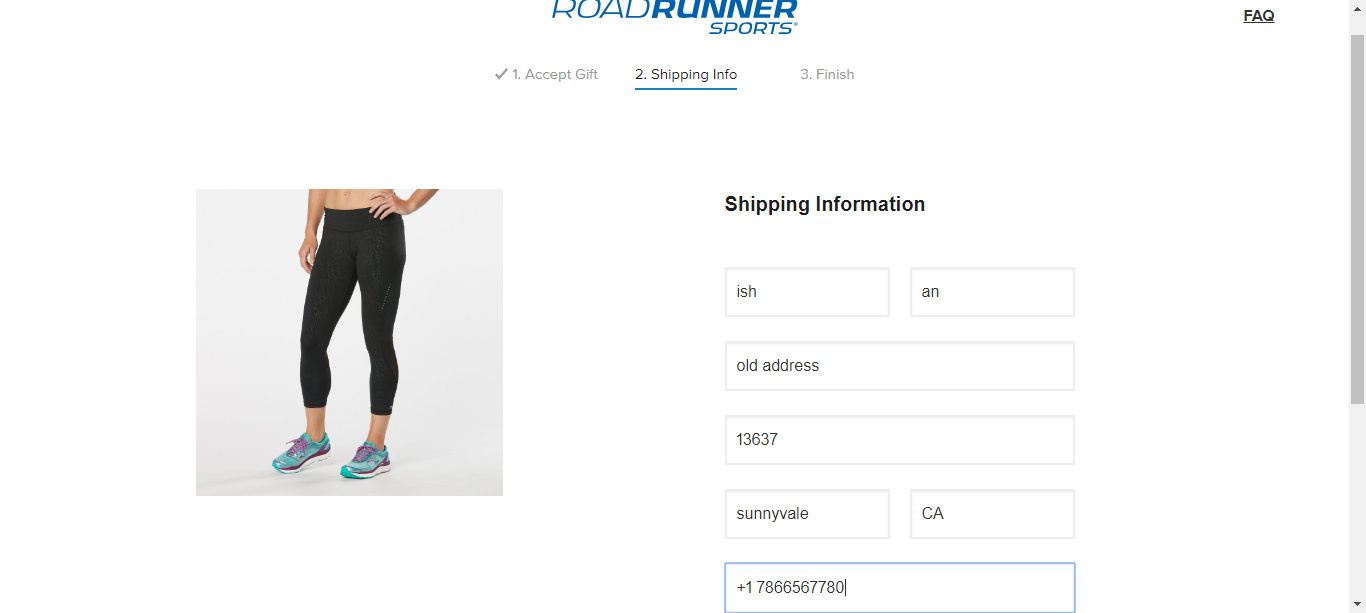 ROADRUNNER
SPORTS
FAQ
1. Accept Gift
2. Shipping Info
3. Finish
Shipping Information
ish
an
old address
13637
sunnyvale
CA
+1 7866567780